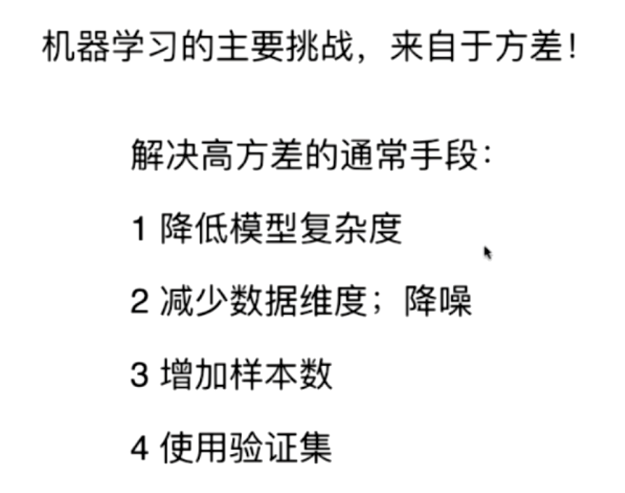 机器学习的主要挑战，来自于方差！
解决高方差的通常手段：
1 降低模型复杂度
2 减少数据维度；降噪
3 增加样本数
4 使用验证集